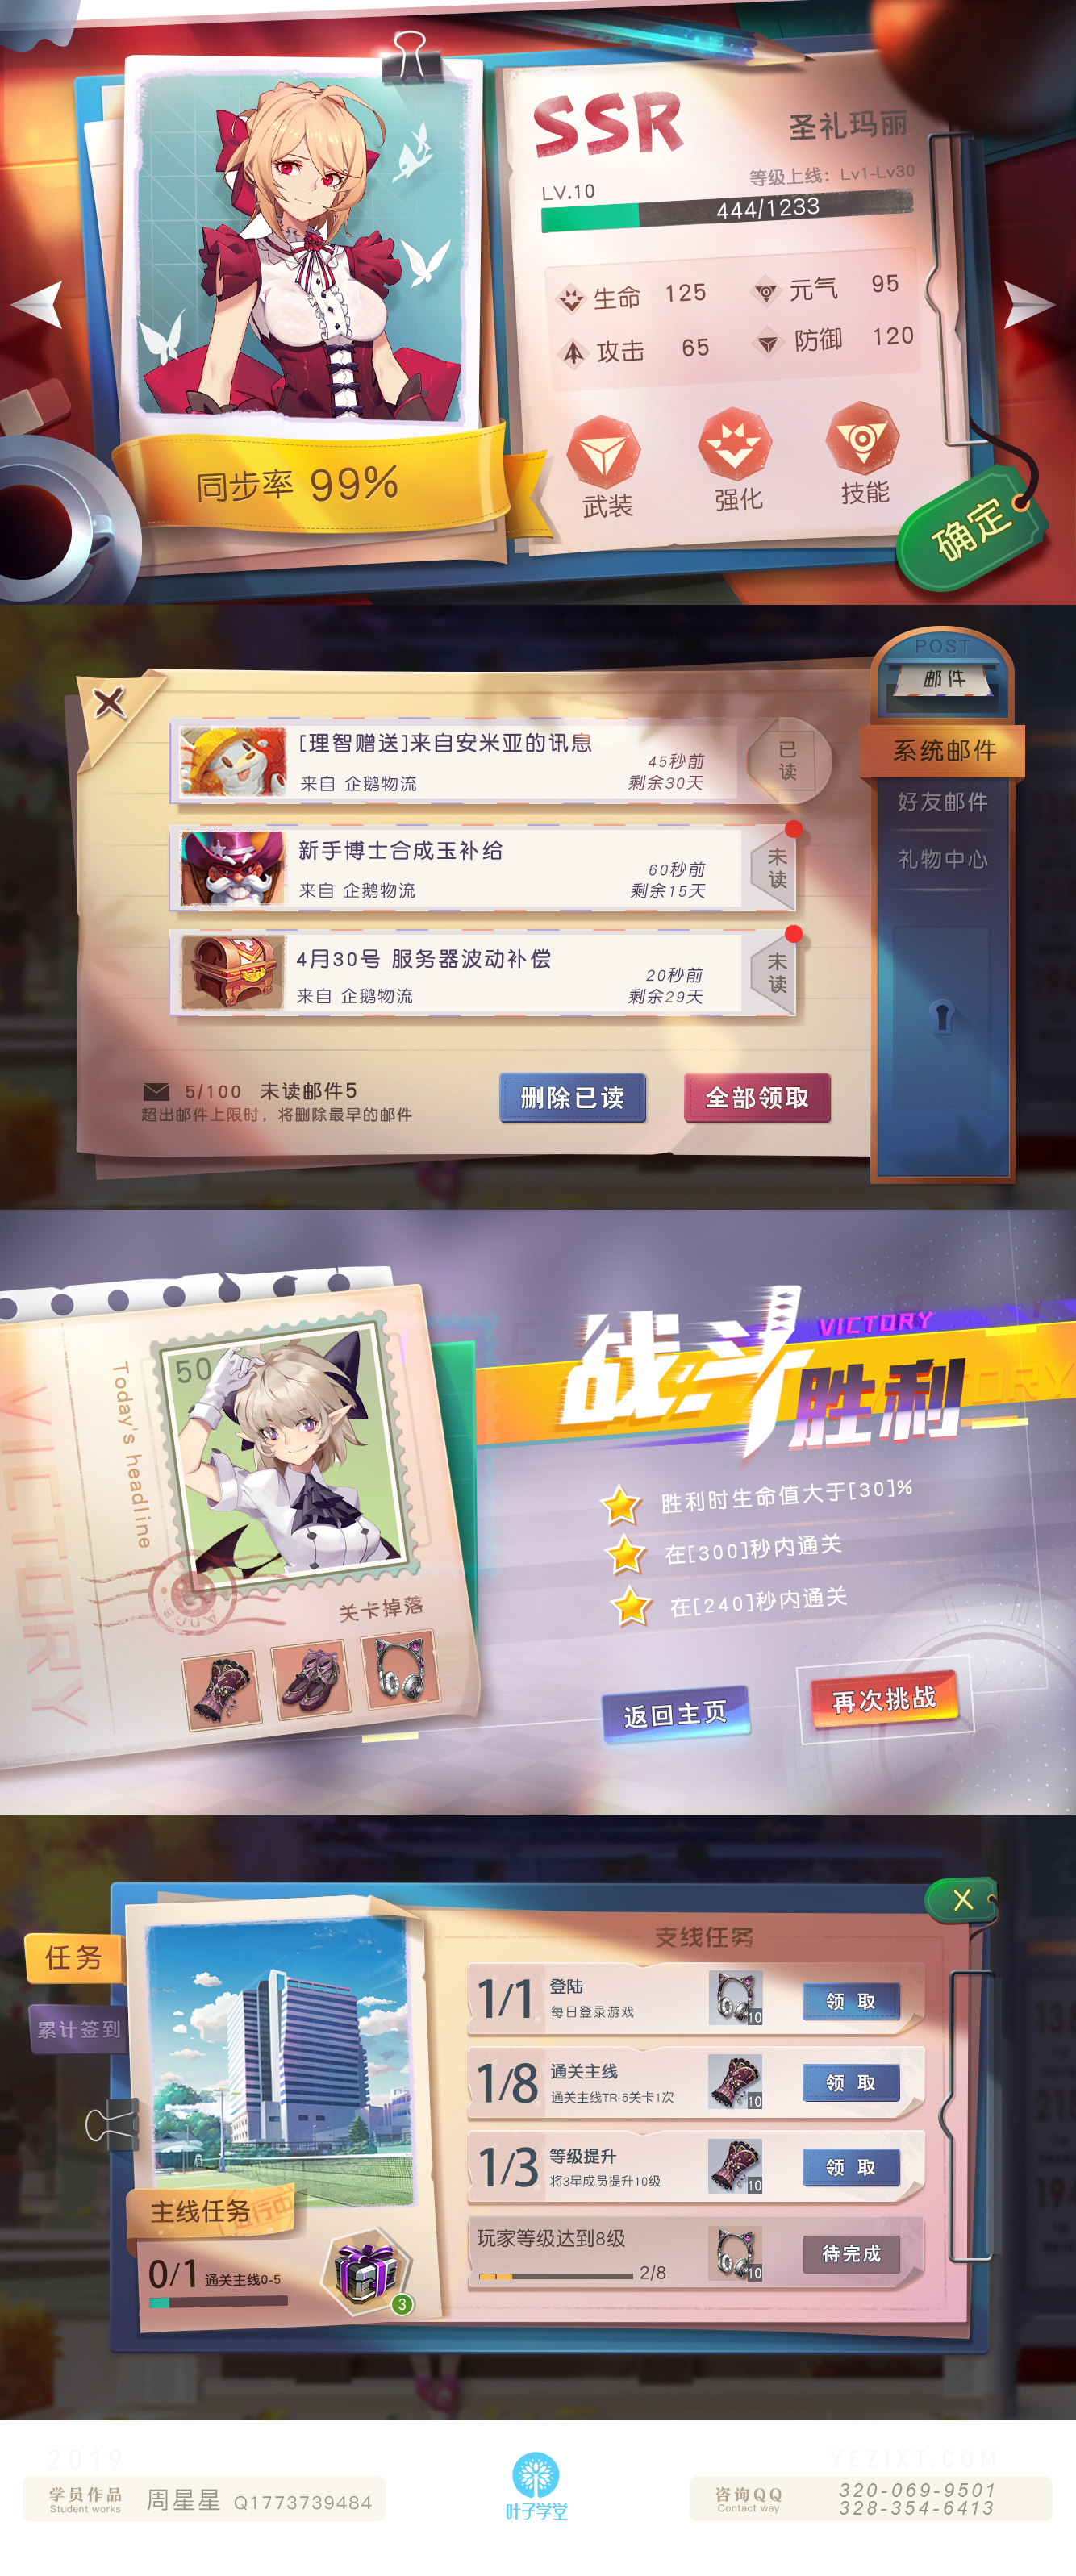 SSR
圣礼玛丽
等级上线：Lv1-Lv30
LV.10
444/1233
生命 125
元气 95
攻击 65
防御 120
武装
强化
技能
同步率 99%
确定
POST
邮件
系统邮件
好友邮件
礼物中心
[理智赠送]来自安米亚的讯息
45秒前
来自 企鹅物流
剩余30天
已读
新手博士合成玉补给
60秒前
来自 企鹅物流
剩余15天
未读
4月30号 服务器波动补偿
20秒前
来自 企鹅物流
剩余29天
未读
5/100 未读邮件5
超出邮件上限时，将删除最早的邮件
删除已读
全部领取
VICTORY
Today's headline
50
关卡掉落
VICTORY
战斗
胜利
胜利时生命值大于[30]%
在[300]秒内通关
在[240]秒内通关
返回主页
再次挑战
任务
累计签到
X
支线任务
1/1 登陆
每日登录游戏
10
领 取
1/8 通关主线
通关主线TR-5关卡1次
10
领 取
1/3 等级提升
将3星成员提升10级
10
领 取
玩家等级达到8级
2/8
10
待完成
主线任务
进行中
0/1 通关主线0-5
3
2019
学员作品
Student works
周星星 Q1773739484
叶子学堂
YEZIXT.COM
咨询QQ
Contact way
320-069-9501
328-354-6413